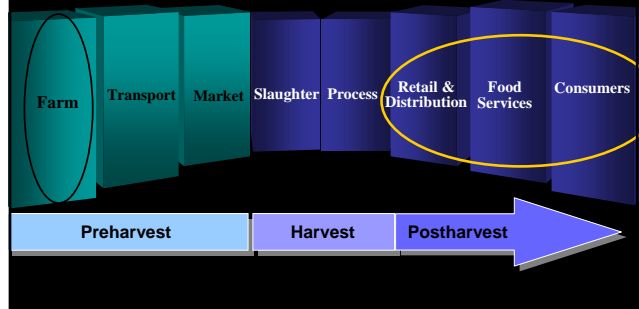 Farm
Transport
Market
Slaughter
Process
Retail &
Distribution
Food
Services
Consumers
Preharvest
Harvest
Postharvest